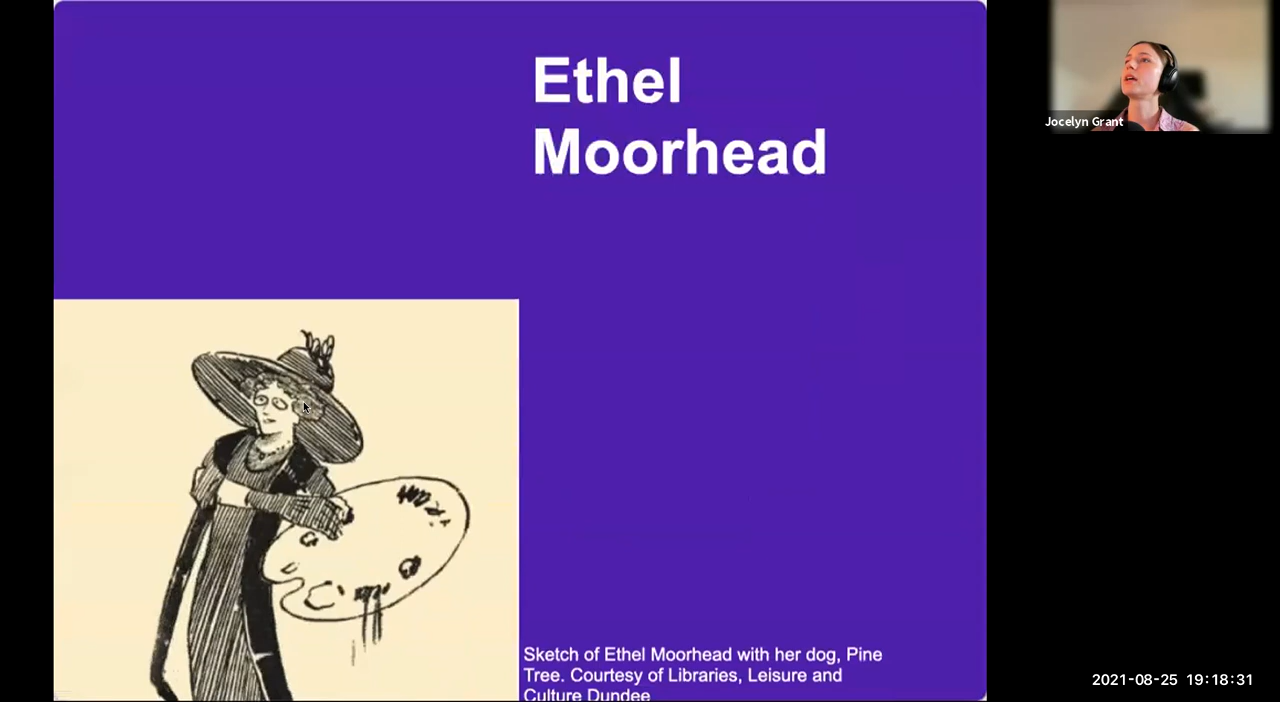 Ethel
Moorhead
Jocelyn Grant
Sketch of Ethel Moorhead with her dog, Pine
Tree. Courtesy of Libraries, Leisure and
Culture Dundee
2021-08-25 19:18:31